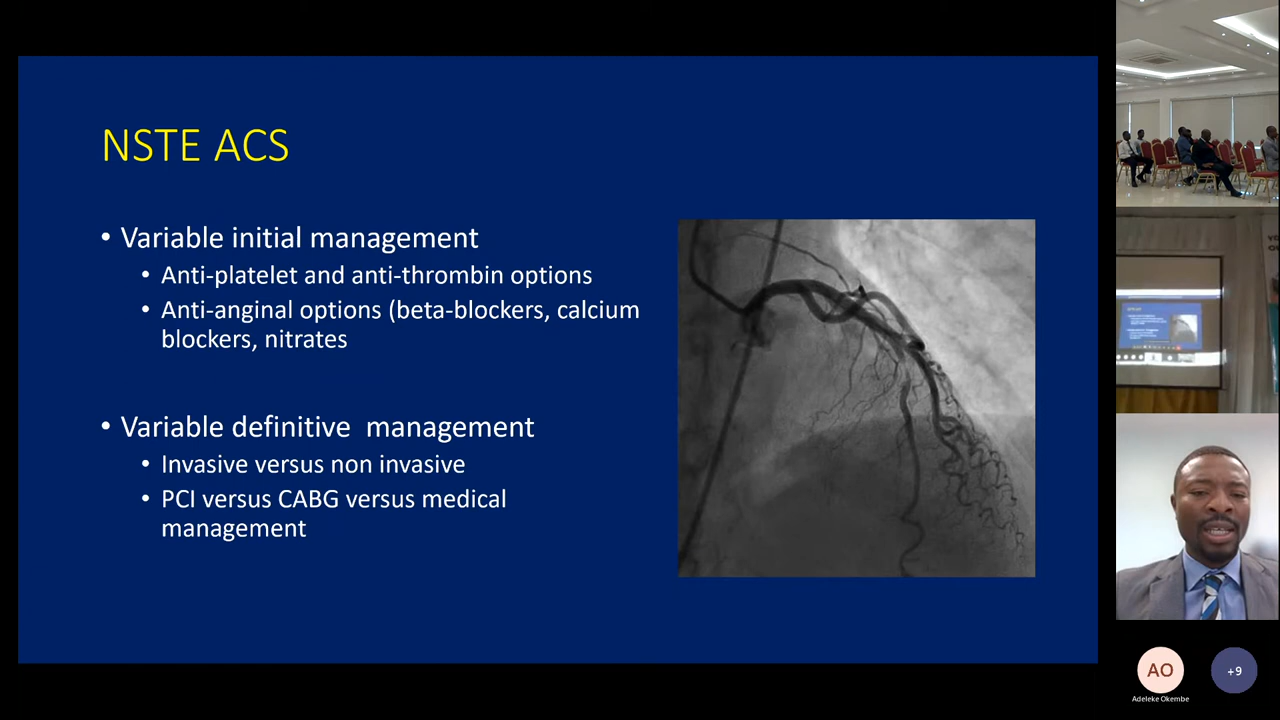 NSTE ACS
• Variable initial management
• Anti-platelet and anti-thrombin options
• Anti-anginal options (beta-blockers, calcium
blockers, nitrates
• Variable definitive  management
• Invasive versus non invasive
• PCI versus CABG versus medical
management
AO
+9
Adeleke Okembe